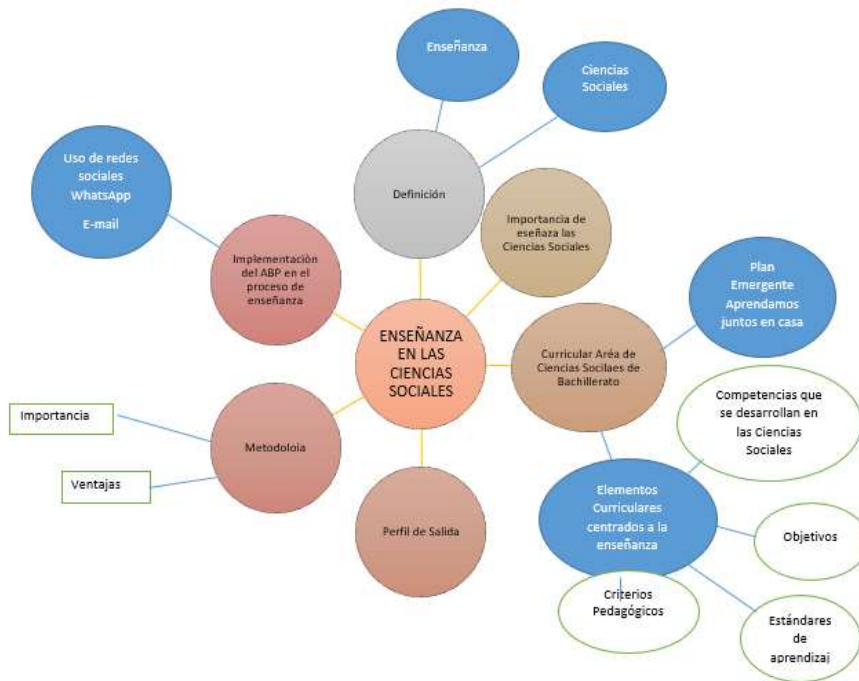 Enseñanza
Ciencias
Sociales
Uso de redes
sociales
WhatsApp
E-mail
Definición
Importancia de
eseñaza las
Ciencias Sociales
Implementación
del ABP en el
proceso de
enseñanza
Plan
Emergente
Aprendamos
juntos en casa
ENSEÑANZA
EN LAS
CIENCIAS
SOCIALES
Curricular Aréa de
Ciencias Socilaes de
Bachillerato
Competencias que
se desarrollan en
las Ciencias
Sociales
Importancia
Metodoloia
Ventajas
Elementos
Curriculares
centrados a la
enseñanza
Perfil de Salida
Objetivos
Criterios
Pedagógicos
Estándares
de
aprendizaj